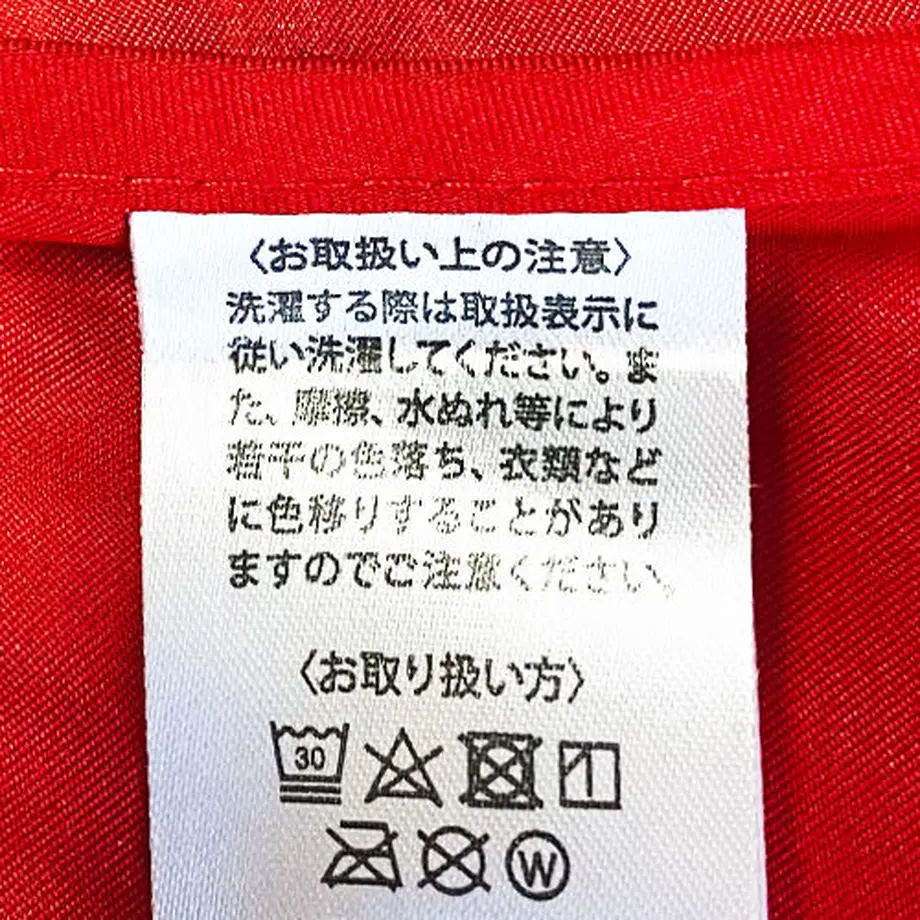 〈お取扱い上の注意〉
洗濯する際は取扱表示に
従い洗濯してください。ま
た、摩擦、水ぬれ等により
若干の色落ち、衣類など
に色移りすることがあり
ますのでご注意ください。
〈お取り扱い方〉
30
W